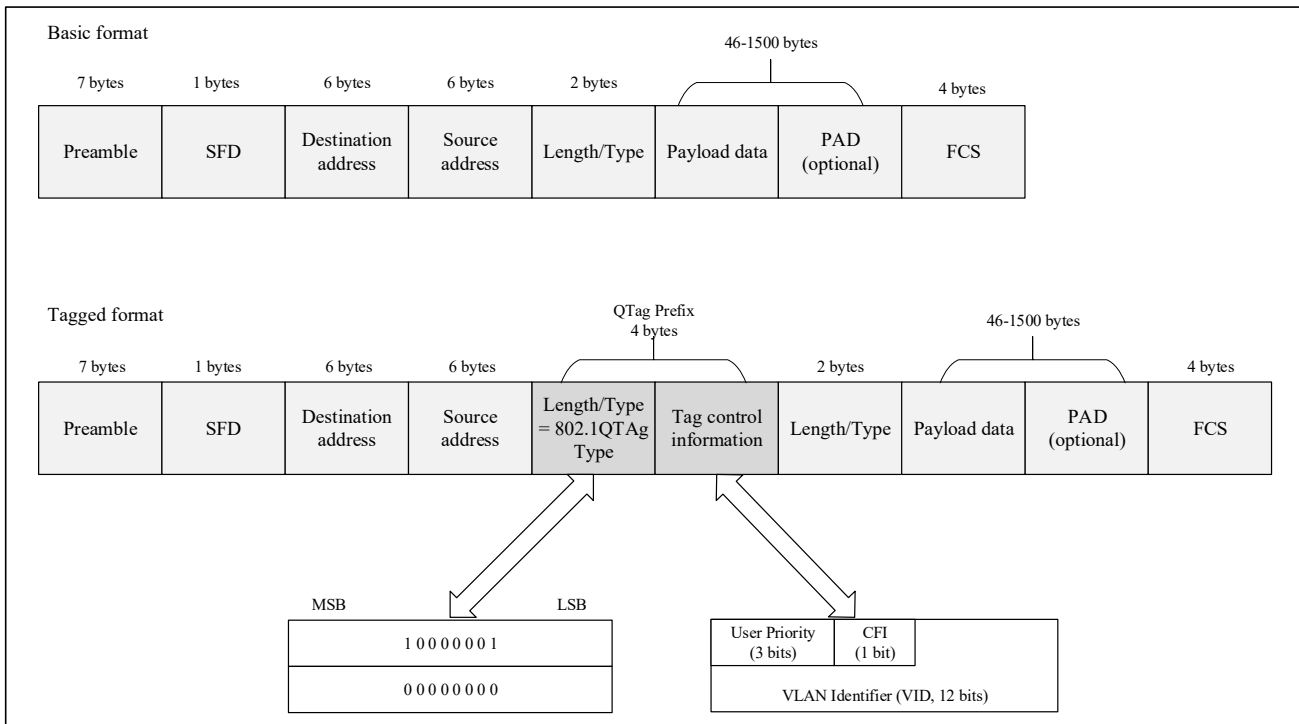 Basic format
46-1500 bytes
7 bytes
1 bytes
6 bytes
6 bytes
2 bytes
4 bytes
Preamble
SFD
Destination
address
Source
address
Length/Type
Payload data
PAD
(optional)
FCS
Tagged format
QTag Prefix
4 bytes
46-1500 bytes
7 bytes
1 bytes
6 bytes
6 bytes
2 bytes
4 bytes
Preamble
SFD
Destination
address
Source
address
Length/Type
= 802.1QTAg
Type
Tag control
information
Length/Type
Payload data
PAD
(optional)
FCS
MSB
LSB
1 0 0 0 0 0 0 1
0 0 0 0 0 0 0 0
User Priority
(3 bits)
CFI
(1 bit)
VLAN Identifier (VID, 12 bits)